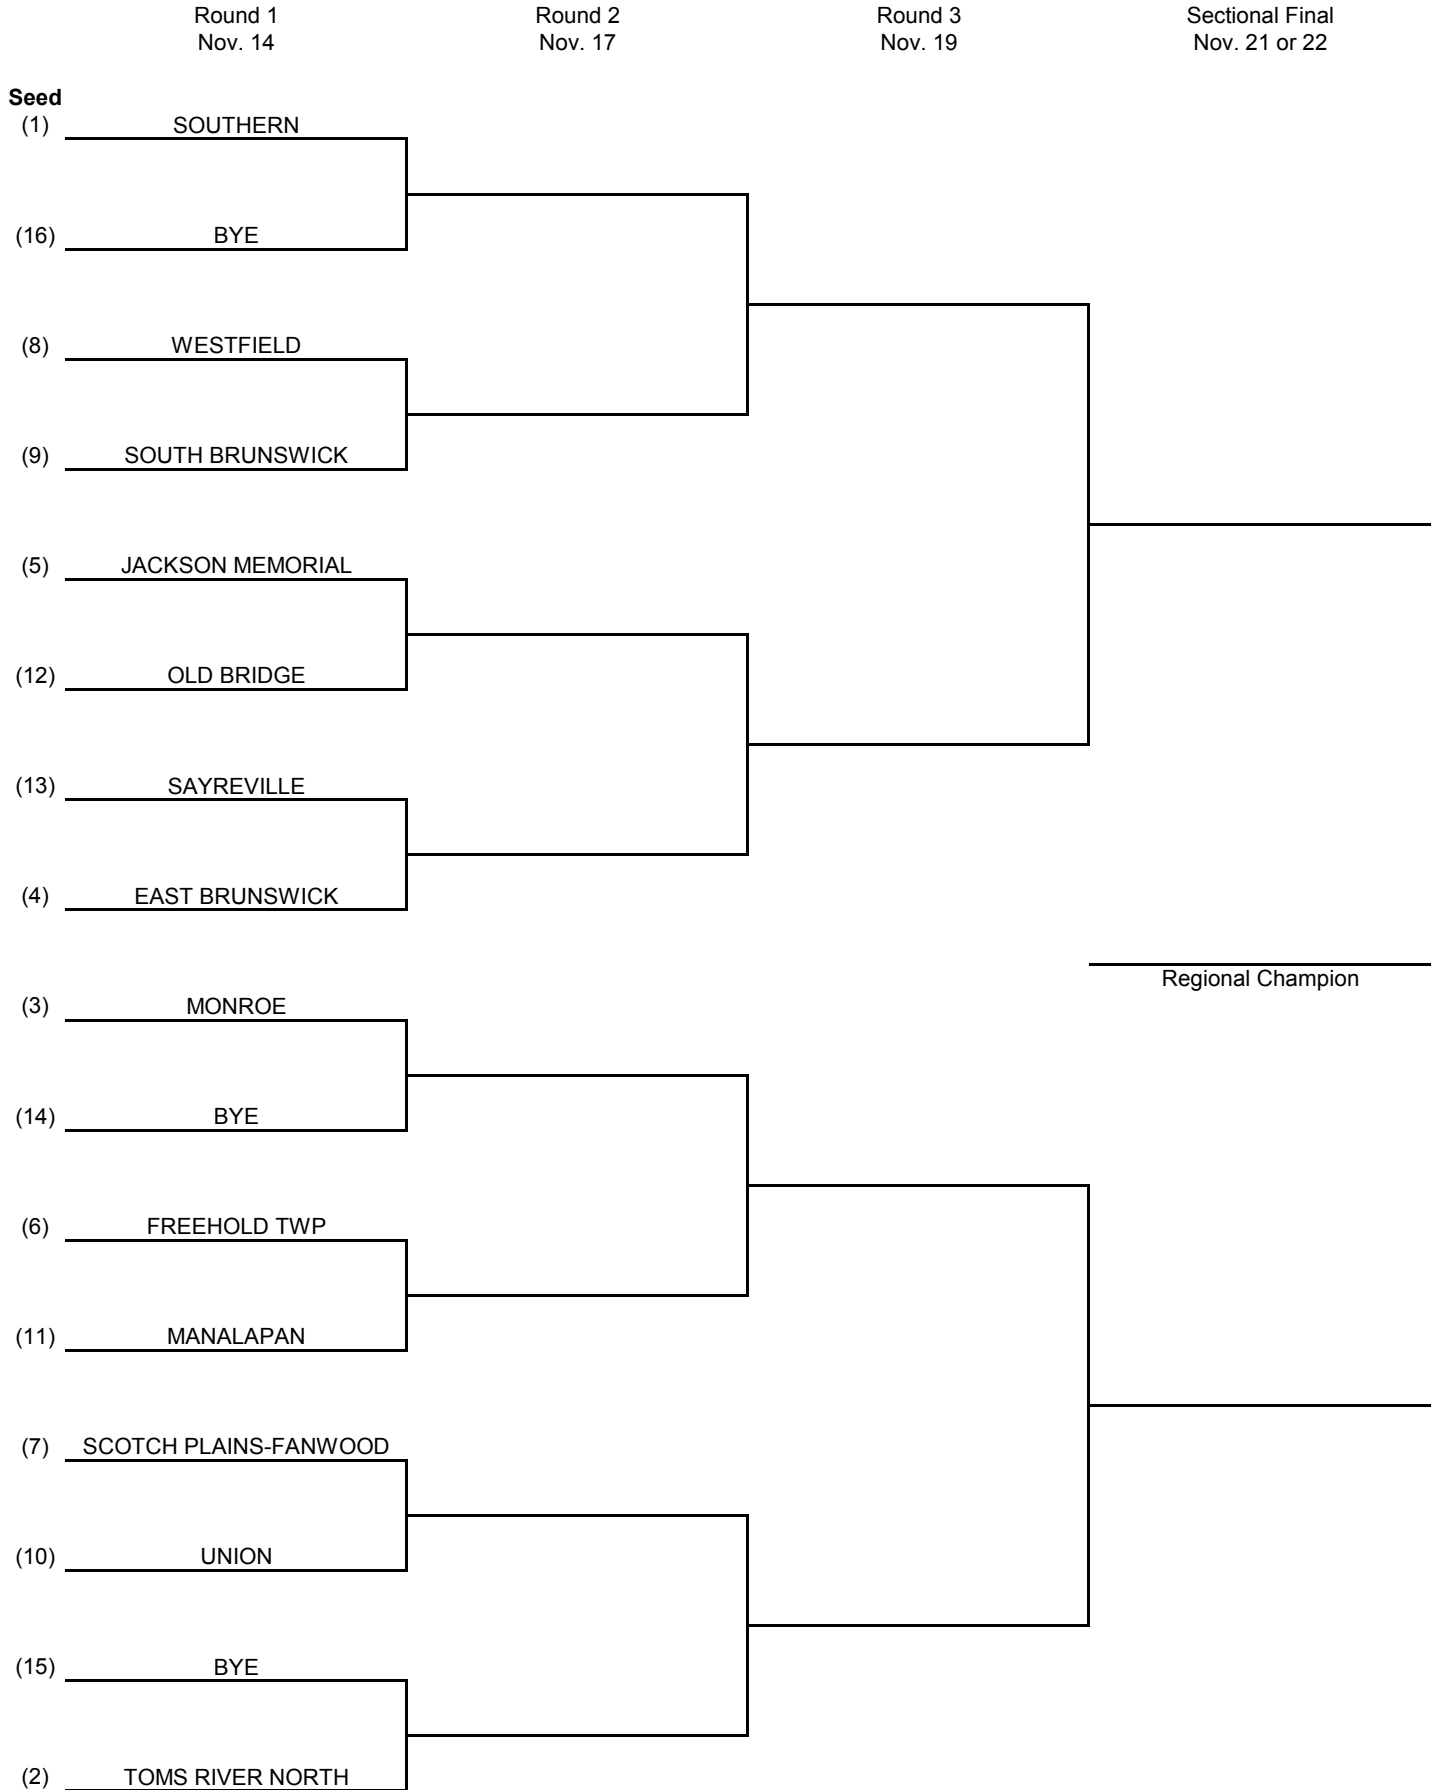 Round 1 Round 2 Round 3 Sectional Final
Nov. 14 Nov. 17 Nov. 19 Nov. 21 or 22
Seed
(1) SOUTHERN
(16) BYE
(8) WESTFIELD
(9) SOUTH BRUNSWICK
(5) JACKSON MEMORIAL
(12) OLD BRIDGE
(13) SAYREVILLE
(4) EAST BRUNSWICK
Regional Champion
(3) MONROE
(14) BYE
(6) FREEHOLD TWP
(11) MANALAPAN
(7) SCOTCH PLAINS-FANWOOD
(10) UNION
(15) BYE
(2) TOMS RIVER NORTH